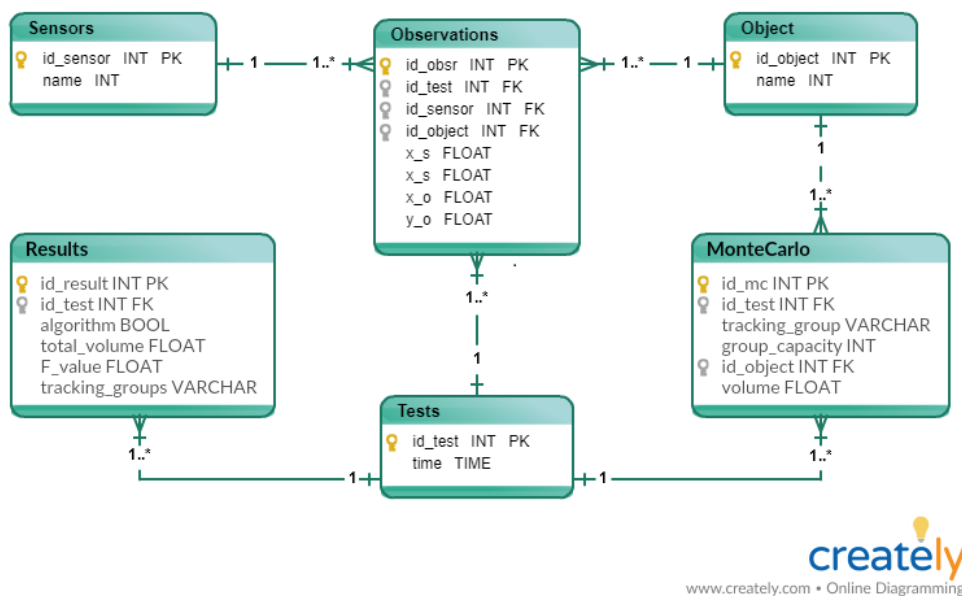 Sensors
id_sensor INT PK
name INT
1
1..*
Observations
id_obsr INT PK
id_test INT FK
id_sensor INT FK
id_object INT FK
x_s FLOAT
x_s FLOAT
x_o FLOAT
y_o FLOAT
1..*
1
Object
id_object INT PK
name INT
1
1..*
Results
id_result INT PK
id_test INT FK
algorithm BOOL
total_volume FLOAT
F_value FLOAT
tracking_groups VARCHAR
1..*
1
MonteCarlo
id_mc INT PK
id_test INT FK
tracking_group VARCHAR
group_capacity INT
id_object INT FK
volume FLOAT
Tests
id_test INT PK
time TIME
1..*
1
1
1..*
creately
www.creately.com • Online Diagramming